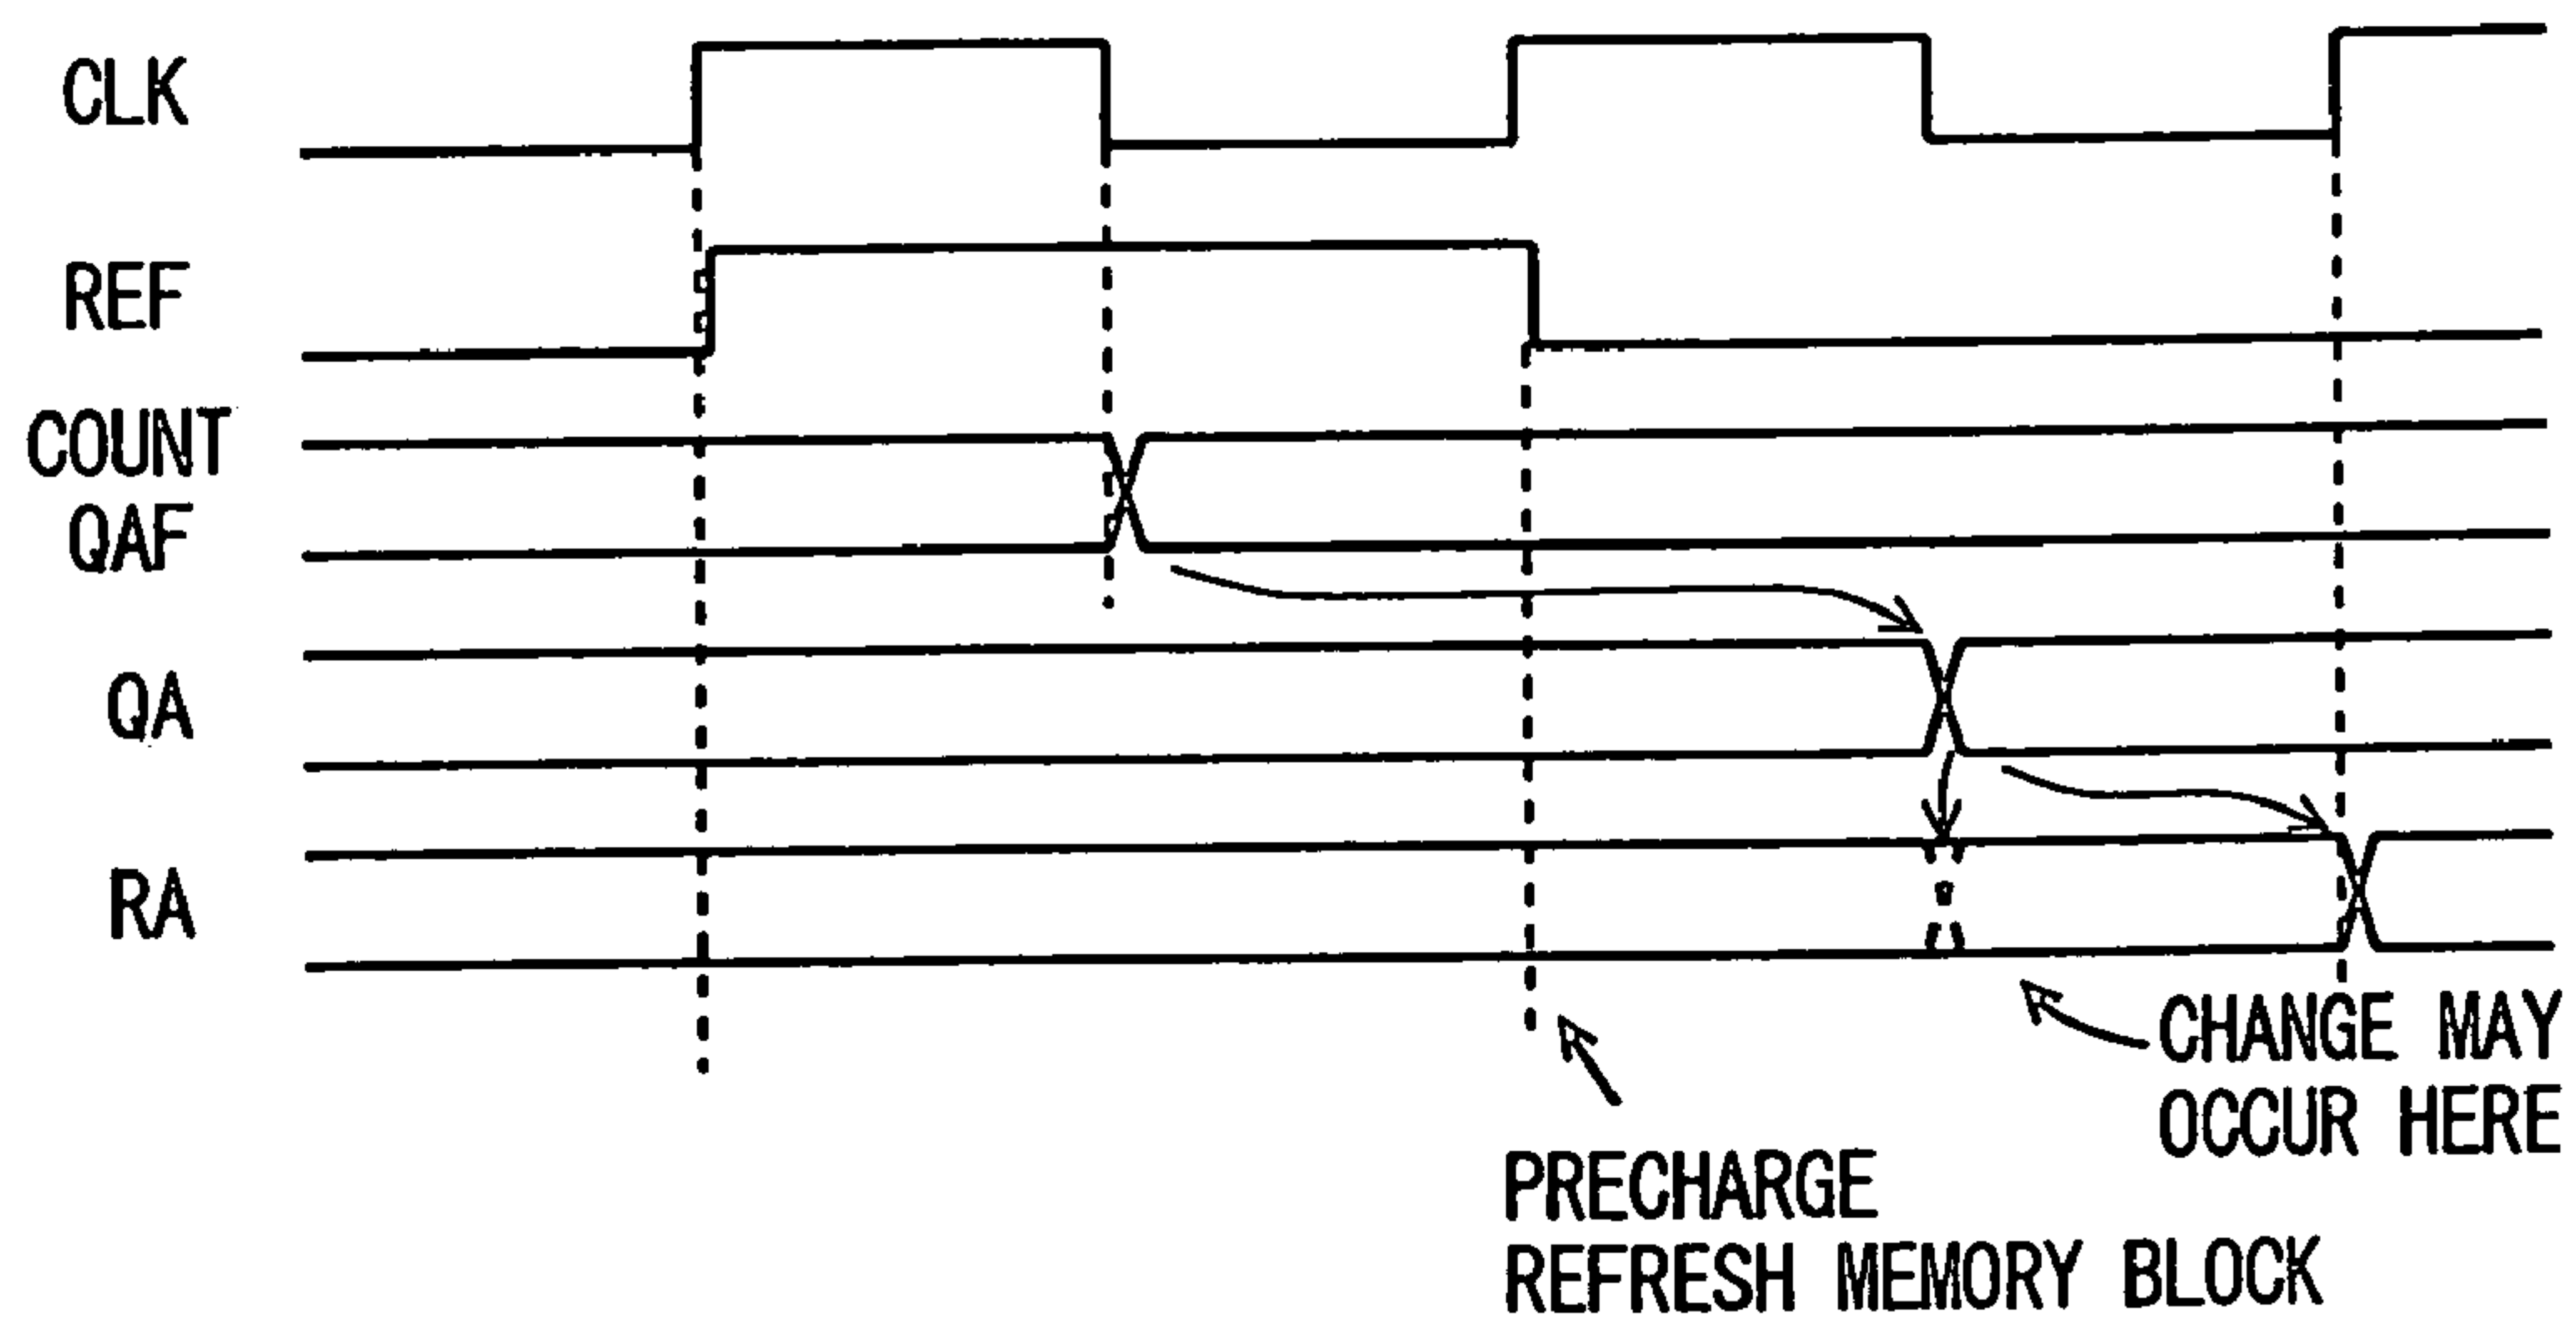 CLK
REF
COUNT
QAF
QA
RA
CHANGE MAY
OCCUR HERE
PRECHARGE
REFRESH MEMORY BLOCK